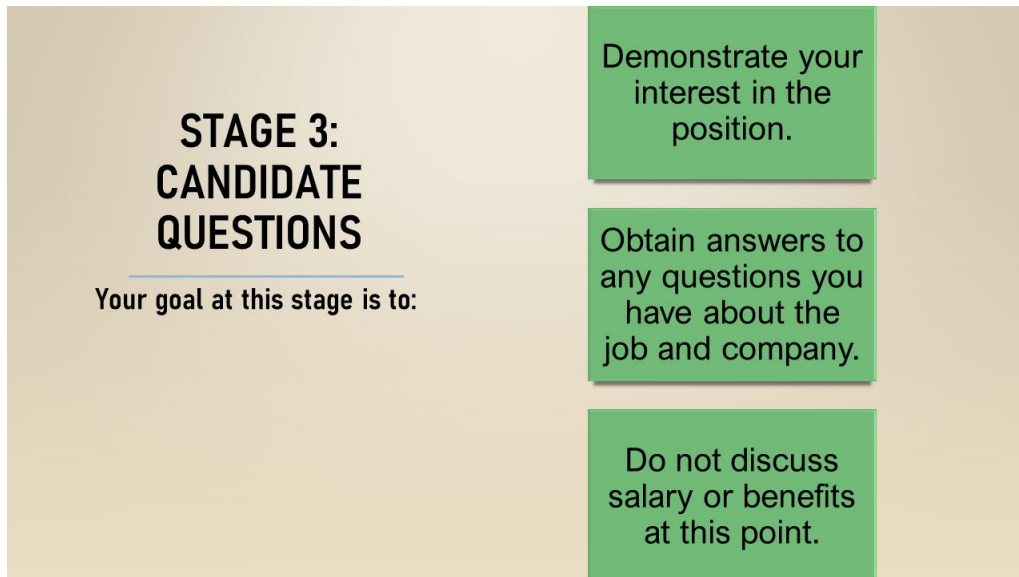 STAGE 3:
CANDIDATE
QUESTIONS
Your goal at this stage is to:
Demonstrate your
interest in the
position.
Obtain answers to
any questions you
have about the
job and company.
Do not discuss
salary or benefits
at this point.